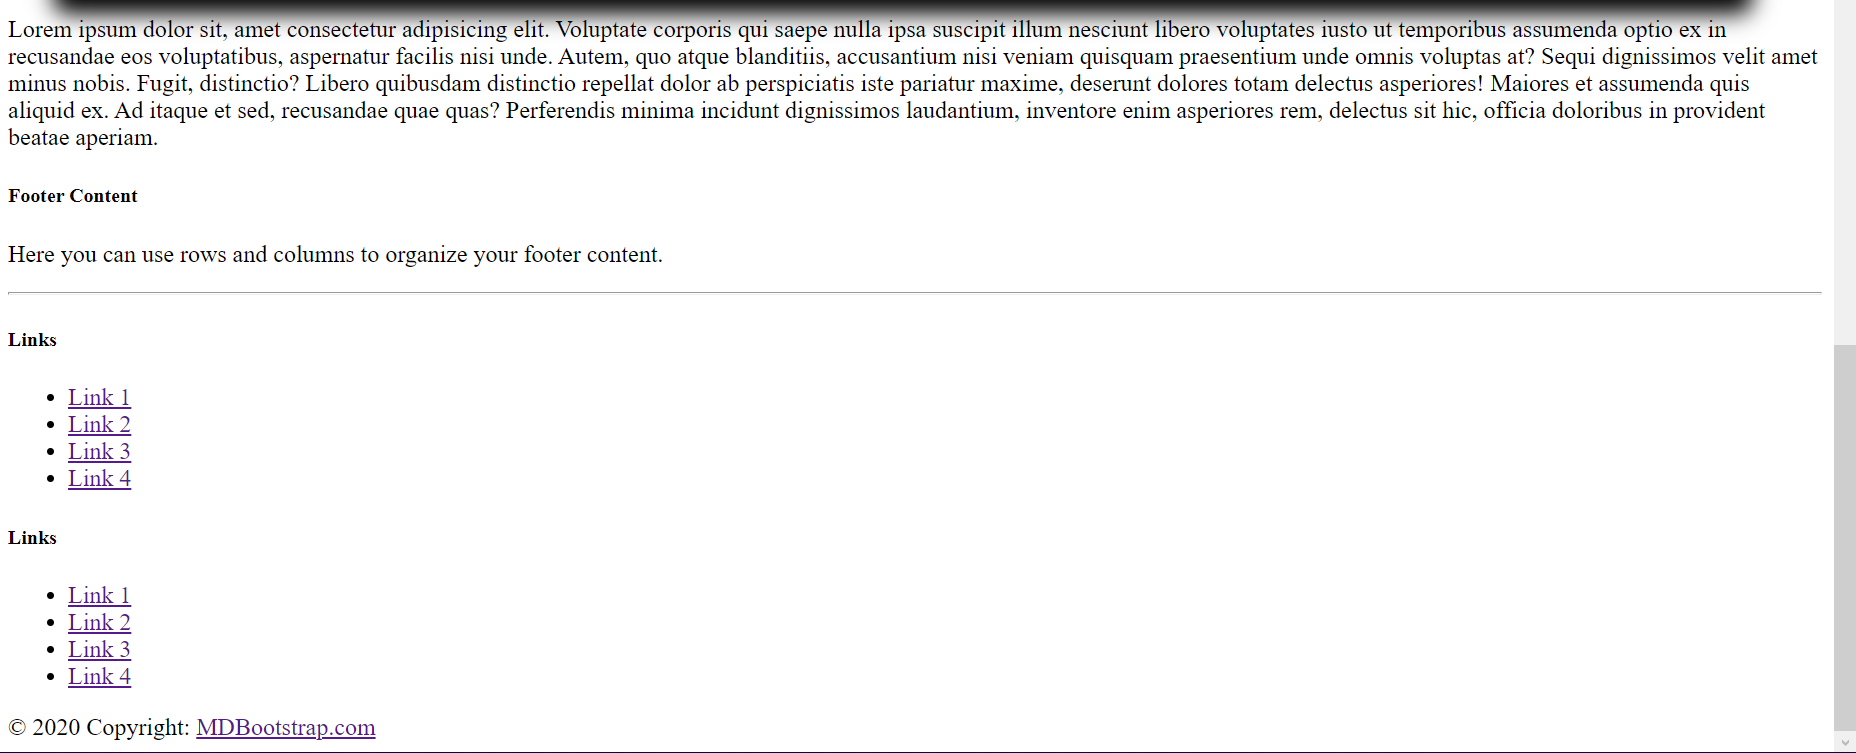 Lorem ipsum dolor sit, amet consectetur adipisicing elit. Voluptate corporis qui saepe nulla ipsa suscipit illum nesciunt libero voluptates iusto ut temporibus assumenda optio ex in
recusandae eos voluptatibus, aspernatur facilis nisi unde. Autem, quo atque blanditiis, accusantium nisi veniam quisquam praesentium unde omnis voluptas at? Sequi dignissimos velit amet
minus nobis. Fugit, distinctio? Libero quibusdam distinctio repellat dolor ab perspiciatis iste pariatur maxime, deserunt dolores totam delectus asperiores! Maiores et assumenda quis
aliquid ex. Ad itaque et sed, recusandae quae quas? Perferendis minima incidunt dignissimos laudantium, inventore enim asperiores rem, delectus sit hic, officia doloribus in provident
beatae aperiam.
Footer Content
Here you can use rows and columns to organize your footer content.
Links
• Link 1
• Link 2
• Link 3
• Link 4
Links
• Link 1
• Link 2
• Link 3
• Link 4
© 2020 Copyright: MDBootstrap.com